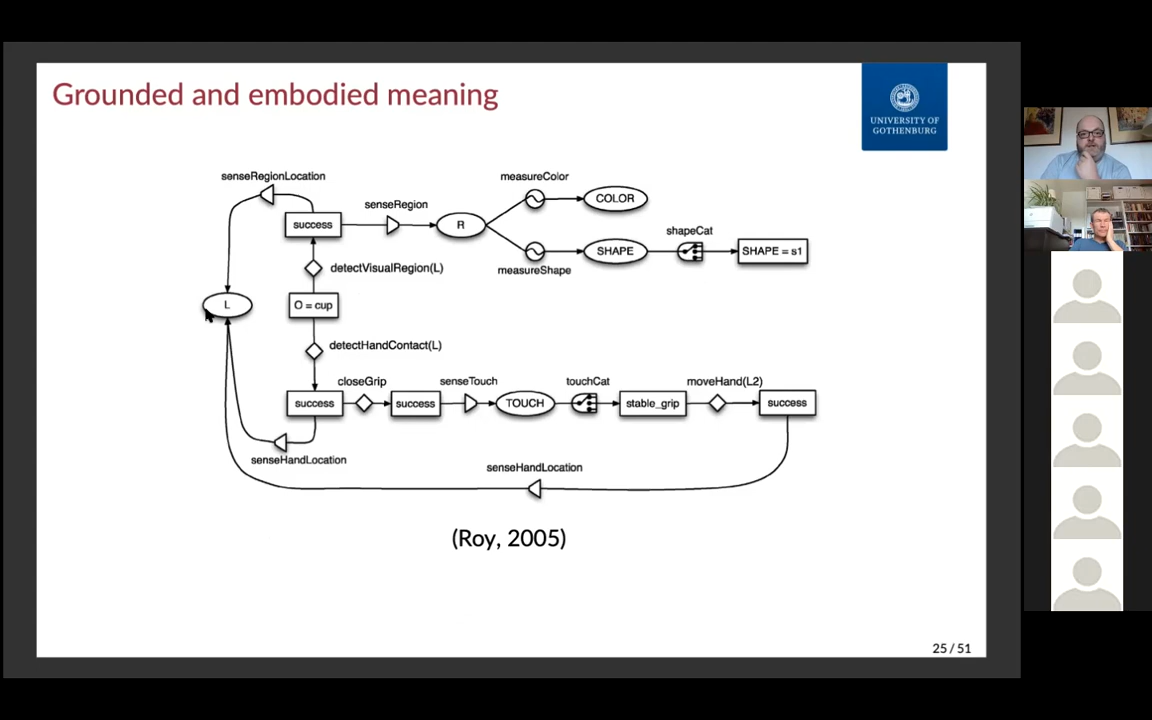 Grounded and embodied meaning
UNIVERSITY OF
GOTHENBURG
senseRegionLocation
measureColor
COLOR
senseRegion
success
R
shapeCat
SHAPE
SHAPE = s1
measureShape
detectVisualRegion(L)
L
O = cup
detectHandContact(L)
closeGrip
senseTouch
touchCat
moveHand(L2)
success
success
TOUCH
stable_grip
success
senseHandLocation
senseHandLocation
(Roy, 2005)
25 / 51